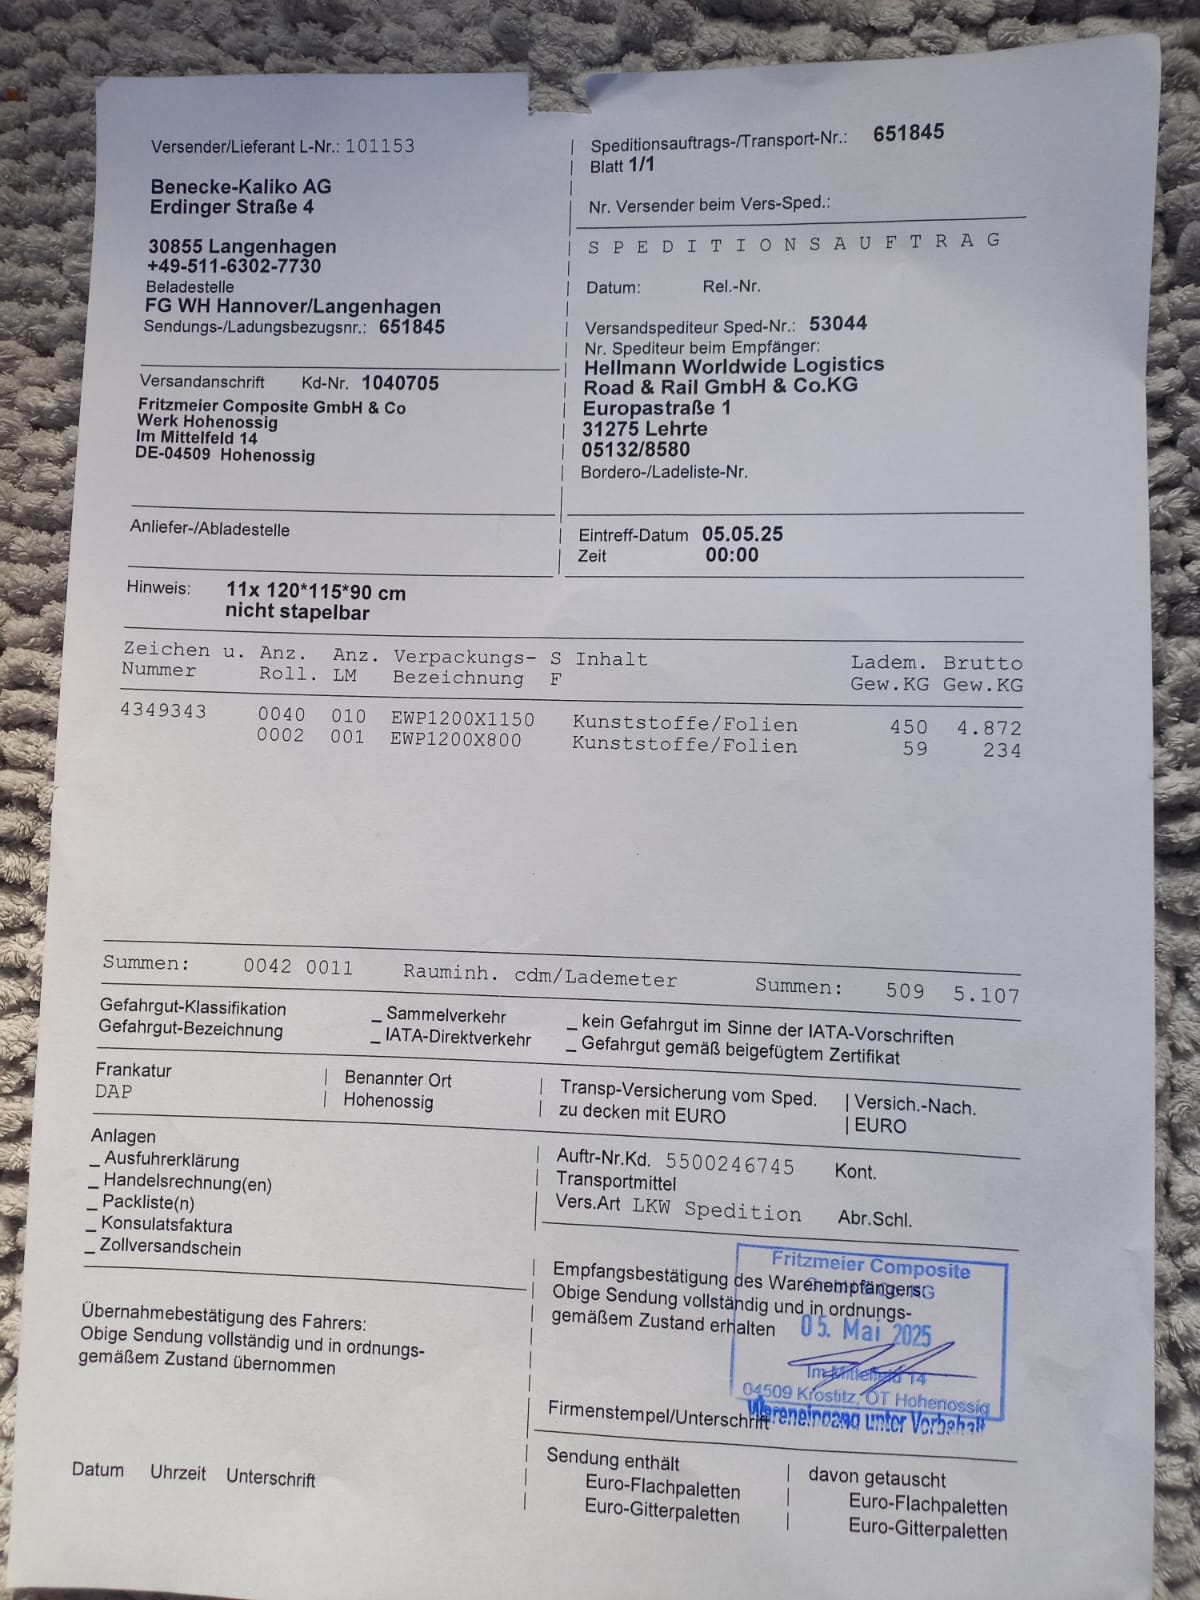 Versender/Lieferant L-Nr.: 101153
Benecke-Kaliko AG
Erdinger Straße 4
30855 Langenhagen
+49-511-6302-7730
Beladestelle
FG WH Hannover/Langenhagen
Sendungs-/Ladungsbezugsnr.: 651845
Speditionsauftrags-/Transport-Nr.: 651845
Blatt 1/1
Nr. Versender beim Vers-Sped.:
SPEDITIONSAUFTRAG
Datum: Rel.-Nr.
Versandspediteur Sped-Nr.: 53044
Nr. Spediteur beim Empfänger:
Hellmann Worldwide Logistics
Road & Rail GmbH & Co.KG
Europastraße 1
31275 Lehrte
05132/8580
Bordero-/Ladeliste-Nr.
Versandanschrift Kd-Nr. 1040705
Fritzmeier Composite GmbH & Co
Werk Hohenossig
Im Mittelfeld 14
DE-04509 Hohenossig
Anliefer-/Abladestelle
Eintreff-Datum 05.05.25
Zeit 00:00
Hinweis: 11x 120*115*90 cm
nicht stapelbar
Zeichen u. Anz. Anz. Verpackungs- S Inhalt Ladem. Brutto
Nummer Roll. LM Bezeichnung F Gew.KG Gew.KG
4349343 0040 010 EWP1200X1150 Kunststoffe/Folien 450 4.872
0002 001 EWP1200X800 Kunststoffe/Folien 59 234
Summen: 0042 0011 Rauminh. cdm/Lademeter Summen: 509 5.107
Gefahrgut-Klassifikation _ Sammelverkehr _ kein Gefahrgut im Sinne der IATA-Vorschriften
Gefahrgut-Bezeichnung _ IATA-Direktverkehr _ Gefahrgut gemäß beigefügtem Zertifikat
Frankatur | Benannter Ort | Transp-Versicherung vom Sped. | Versich.-Nach.
DAP | Hohenossig | zu decken mit EURO | EURO
Anlagen
_ Ausfuhrerklärung
_ Handelsrechnung(en)
_ Packliste(n)
_ Konsulatsfaktura
_ Zollversandschein
Auftr-Nr.Kd. 5500246745 Kont.
Transportmittel
Vers.Art LKW Spedition Abr.Schl.
Übernahmebestätigung des Fahrers:
Obige Sendung vollständig und in ordnungs-
gemäßem Zustand übernommen
Datum Uhrzeit Unterschrift
Empfangsbestätigung des Warenempfängers:
Obige Sendung vollständig und in ordnungs-
gemäßem Zustand erhalten
Fritzmeier Composite
05. Mai 2025
Im Mittelfeld 14
04509 Krostitz, OT Hohenossig
Wareneingang unter Vorbehalt
Firmenstempel/Unterschrift
Sendung enthält | davon getauscht
Euro-Flachpaletten | Euro-Flachpaletten
Euro-Gitterpaletten | Euro-Gitterpaletten